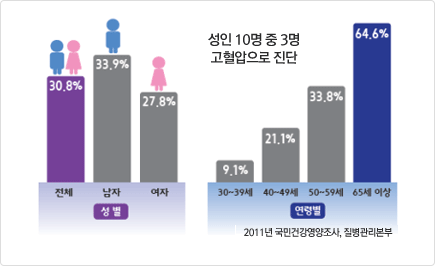 성인 10명 중 3명
고혈압으로 진단
30.8%
33.9%
27.8%
전체
남자
여자
성 별
9.1%
21.1%
33.8%
64.6%
30~39세
40~49세
50~59세
65세 이상
연령별
2011년 국민건강영양조사, 질병관리본부